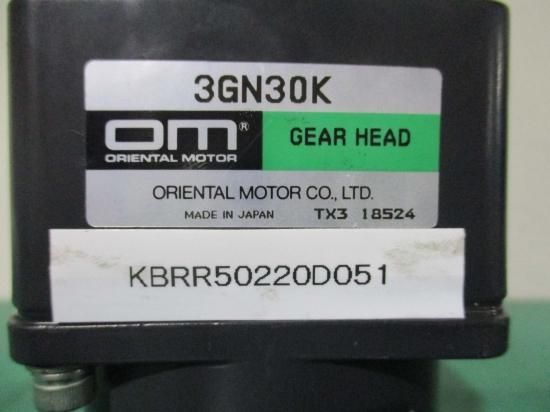 3GN30K
OM® GEAR HEAD
ORIENTAL MOTOR
ORIENTAL MOTOR CO., LTD.
MADE IN JAPAN TX3 18524
KBRR50220D051